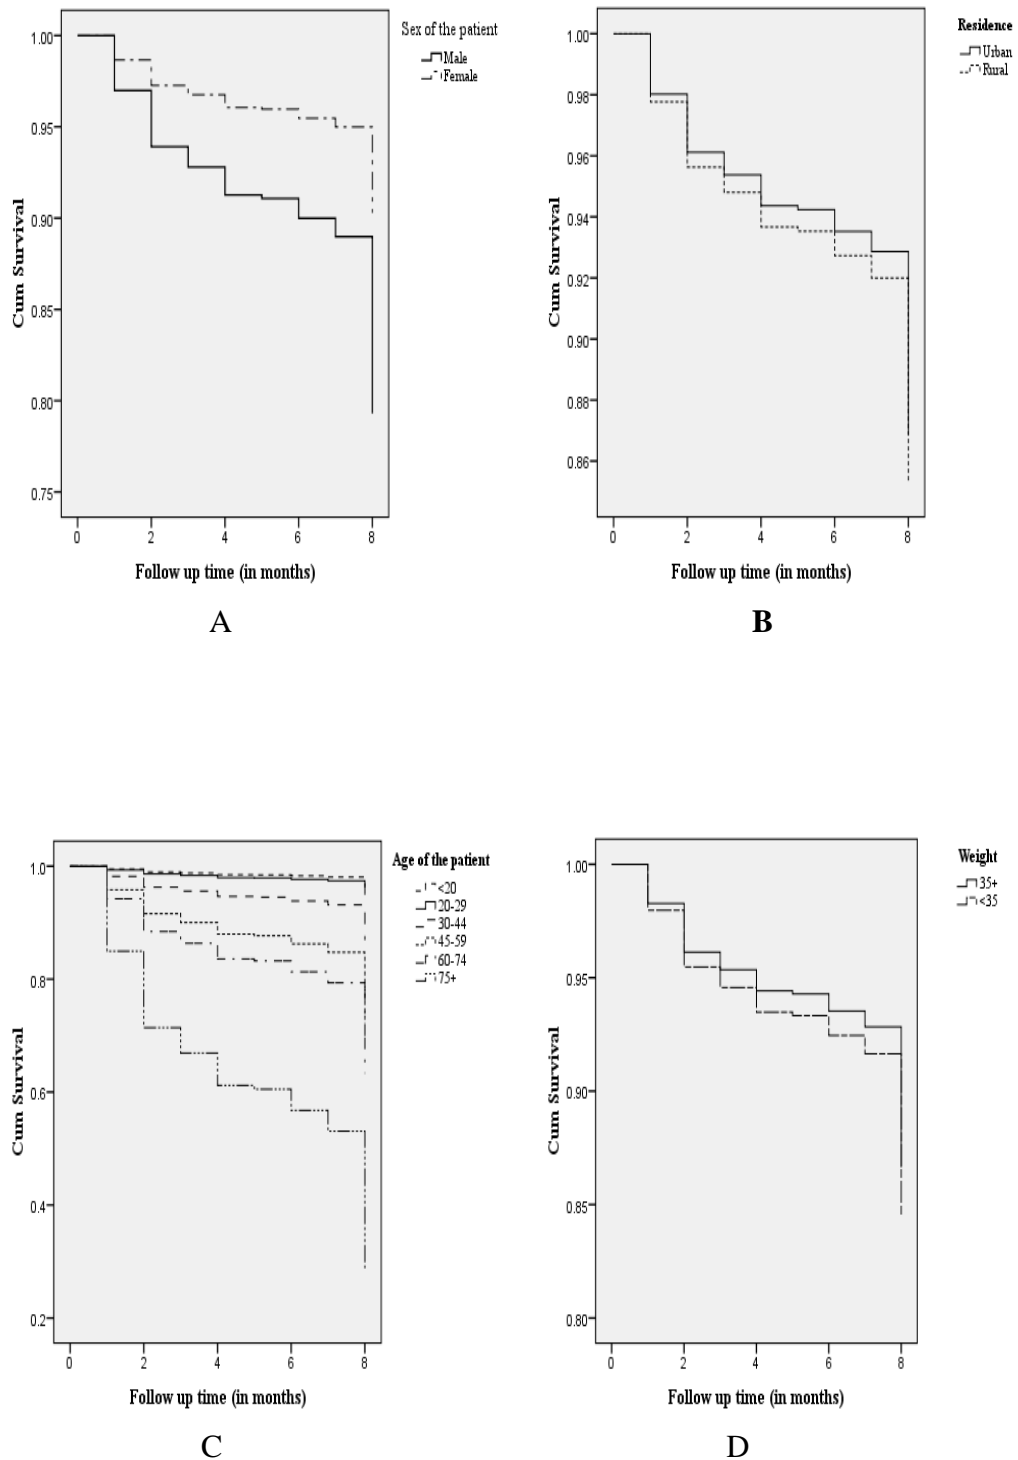 Sex of the patient
Male
Female
1.00
0.95
0.90
0.85
0.80
0.75
Cum Survival
0 2 4 6 8
Follow up time (in months)
A
Residence
Urban
Rural
1.00
0.98
0.96
0.94
0.92
0.90
0.88
0.86
Cum Survival
0 2 4 6 8
Follow up time (in months)
B
Age of the patient
<20
20-29
30-44
45-59
60-74
75+
1.0
0.8
0.6
0.4
0.2
Cum Survival
0 2 4 6 8
Follow up time (in months)
C
Weight
35+
<35
1.00
0.95
0.90
0.85
0.80
Cum Survival
0 2 4 6 8
Follow up time (in months)
D